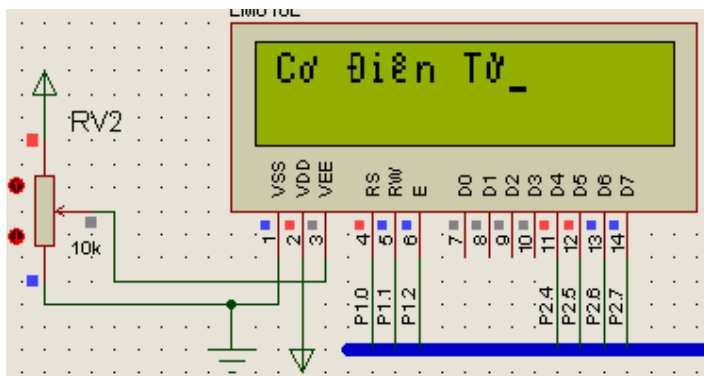 LM016L
Cơ Điện Tử_
RV2
10k
VSS VDD VEE RS RW E D0 D1 D2 D3 D4 D5 D6 D7
1 2 3 4 5 6 7 8 9 10 11 12 13 14
P1.0 P1.1 P1.2 P2.4 P2.5 P2.6 P2.7